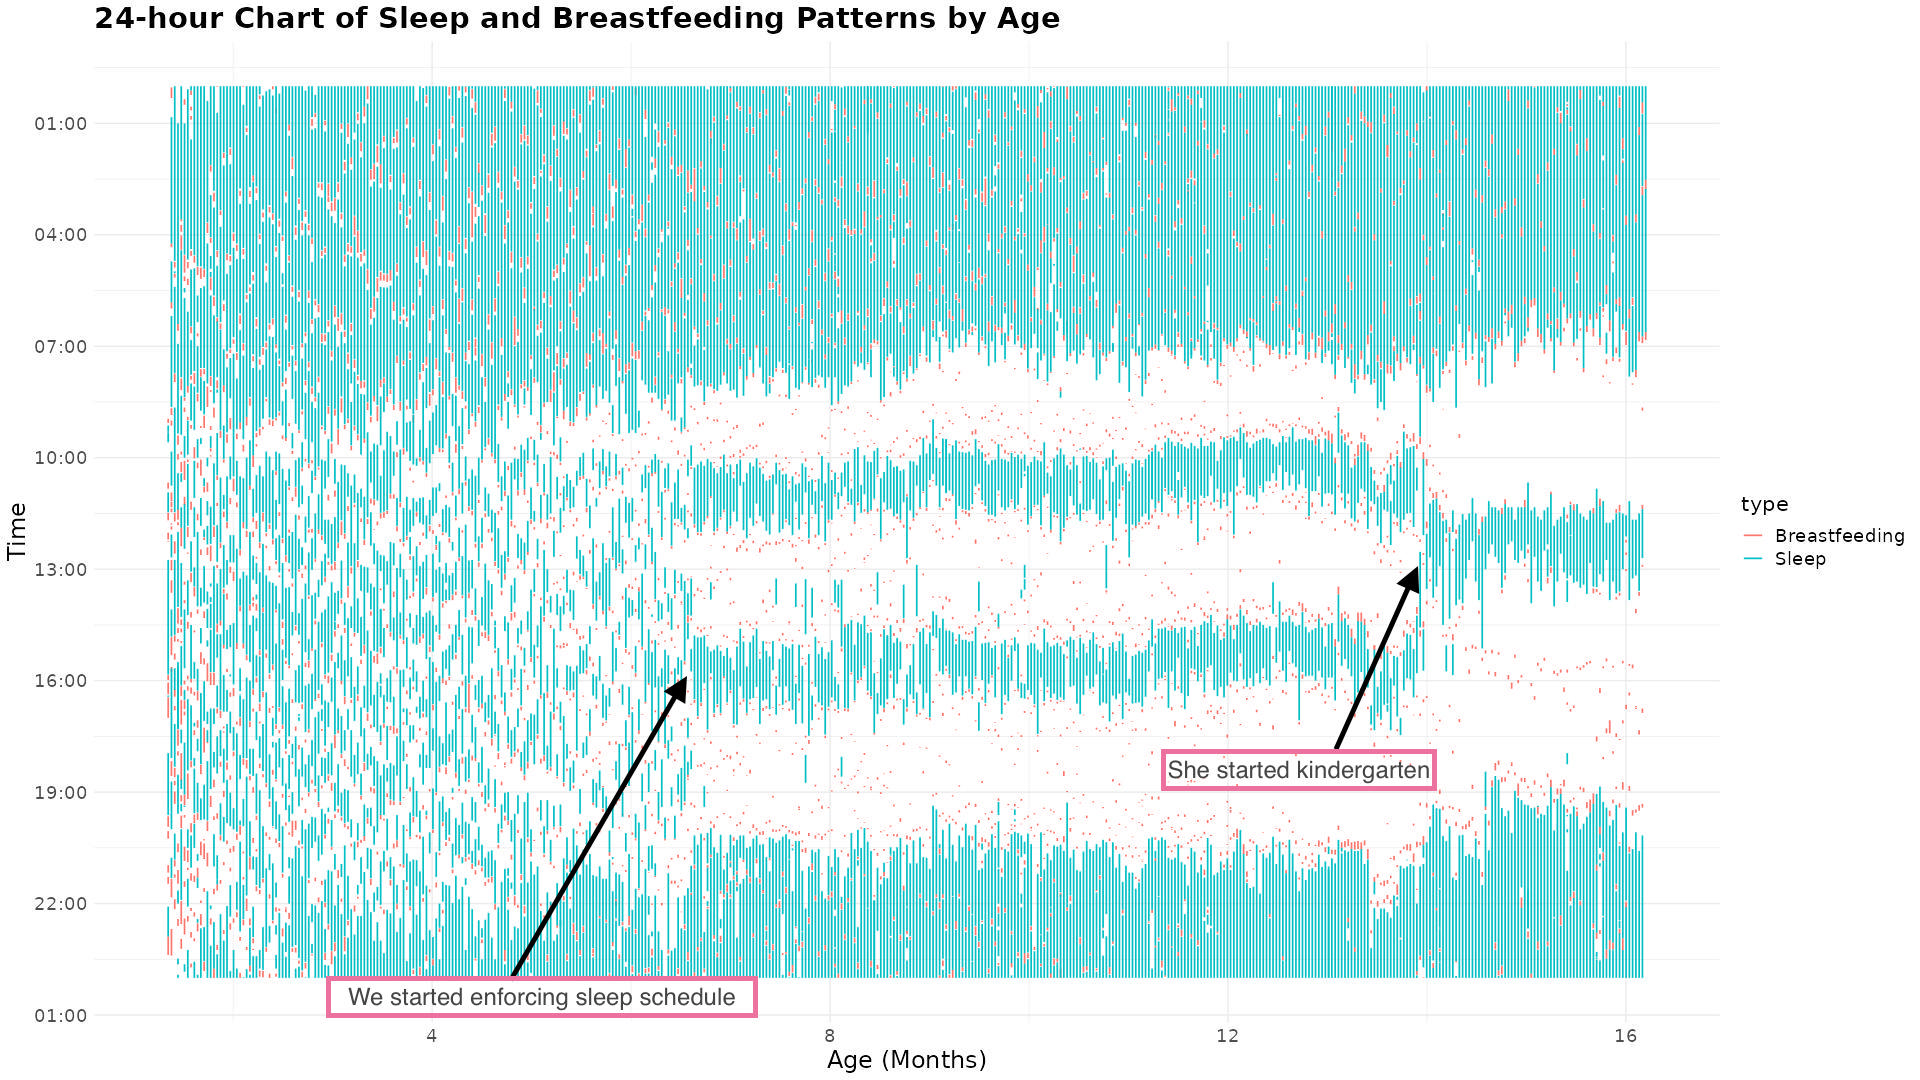 24-hour Chart of Sleep and Breastfeeding Patterns by Age
01:00
04:00
07:00
10:00
13:00
16:00
19:00
22:00
01:00
Time
She started kindergarten
We started enforcing sleep schedule
4
8
12
16
Age (Months)
type
Breastfeeding
Sleep